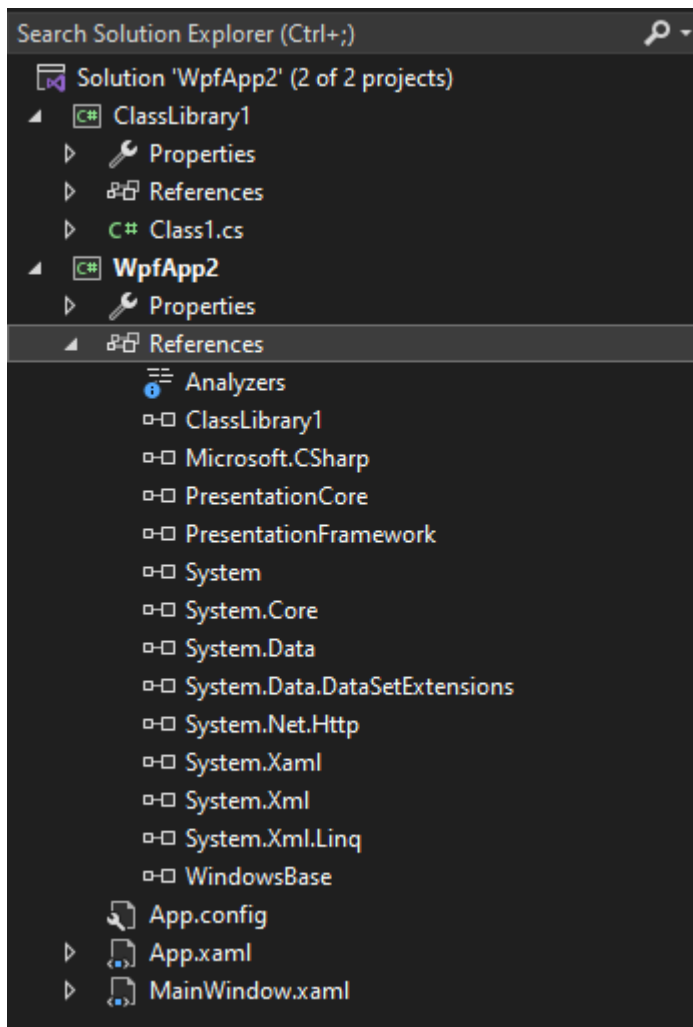 Search Solution Explorer (Ctrl+;)
Solution 'WpfApp2' (2 of 2 projects)
C# ClassLibrary1
Properties
References
C# Class1.cs
C# WpfApp2
Properties
References
Analyzers
ClassLibrary1
Microsoft.CSharp
PresentationCore
PresentationFramework
System
System.Core
System.Data
System.Data.DataSetExtensions
System.Net.Http
System.Xaml
System.Xml
System.Xml.Linq
WindowsBase
App.config
App.xaml
MainWindow.xaml